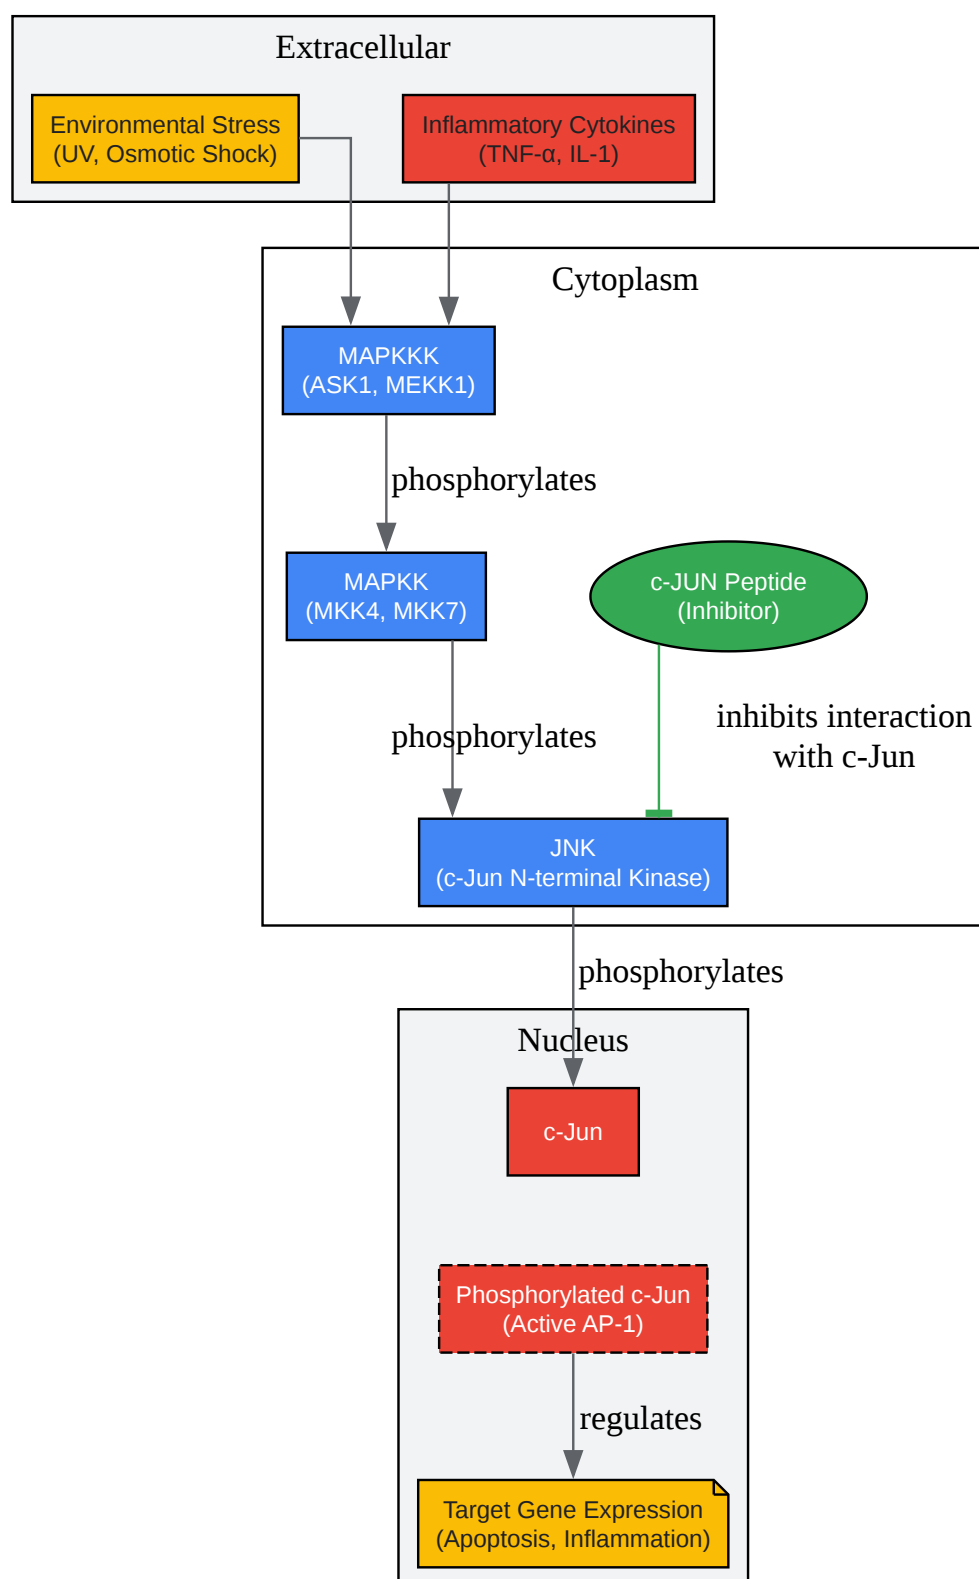 Extracellular
Environmental Stress
(UV, Osmotic Shock)
Inflammatory Cytokines
(TNF-α, IL-1)
Cytoplasm
MAPKKK
(ASK1, MEKK1)
phosphorylates
MAPKK
(MKK4, MKK7)
c-JUN Peptide
(Inhibitor)
phosphorylates
inhibits interaction
with c-Jun
JNK
(c-Jun N-terminal Kinase)
phosphorylates
Nucleus
c-Jun
Phosphorylated c-Jun
(Active AP-1)
regulates
Target Gene Expression
(Apoptosis, Inflammation)